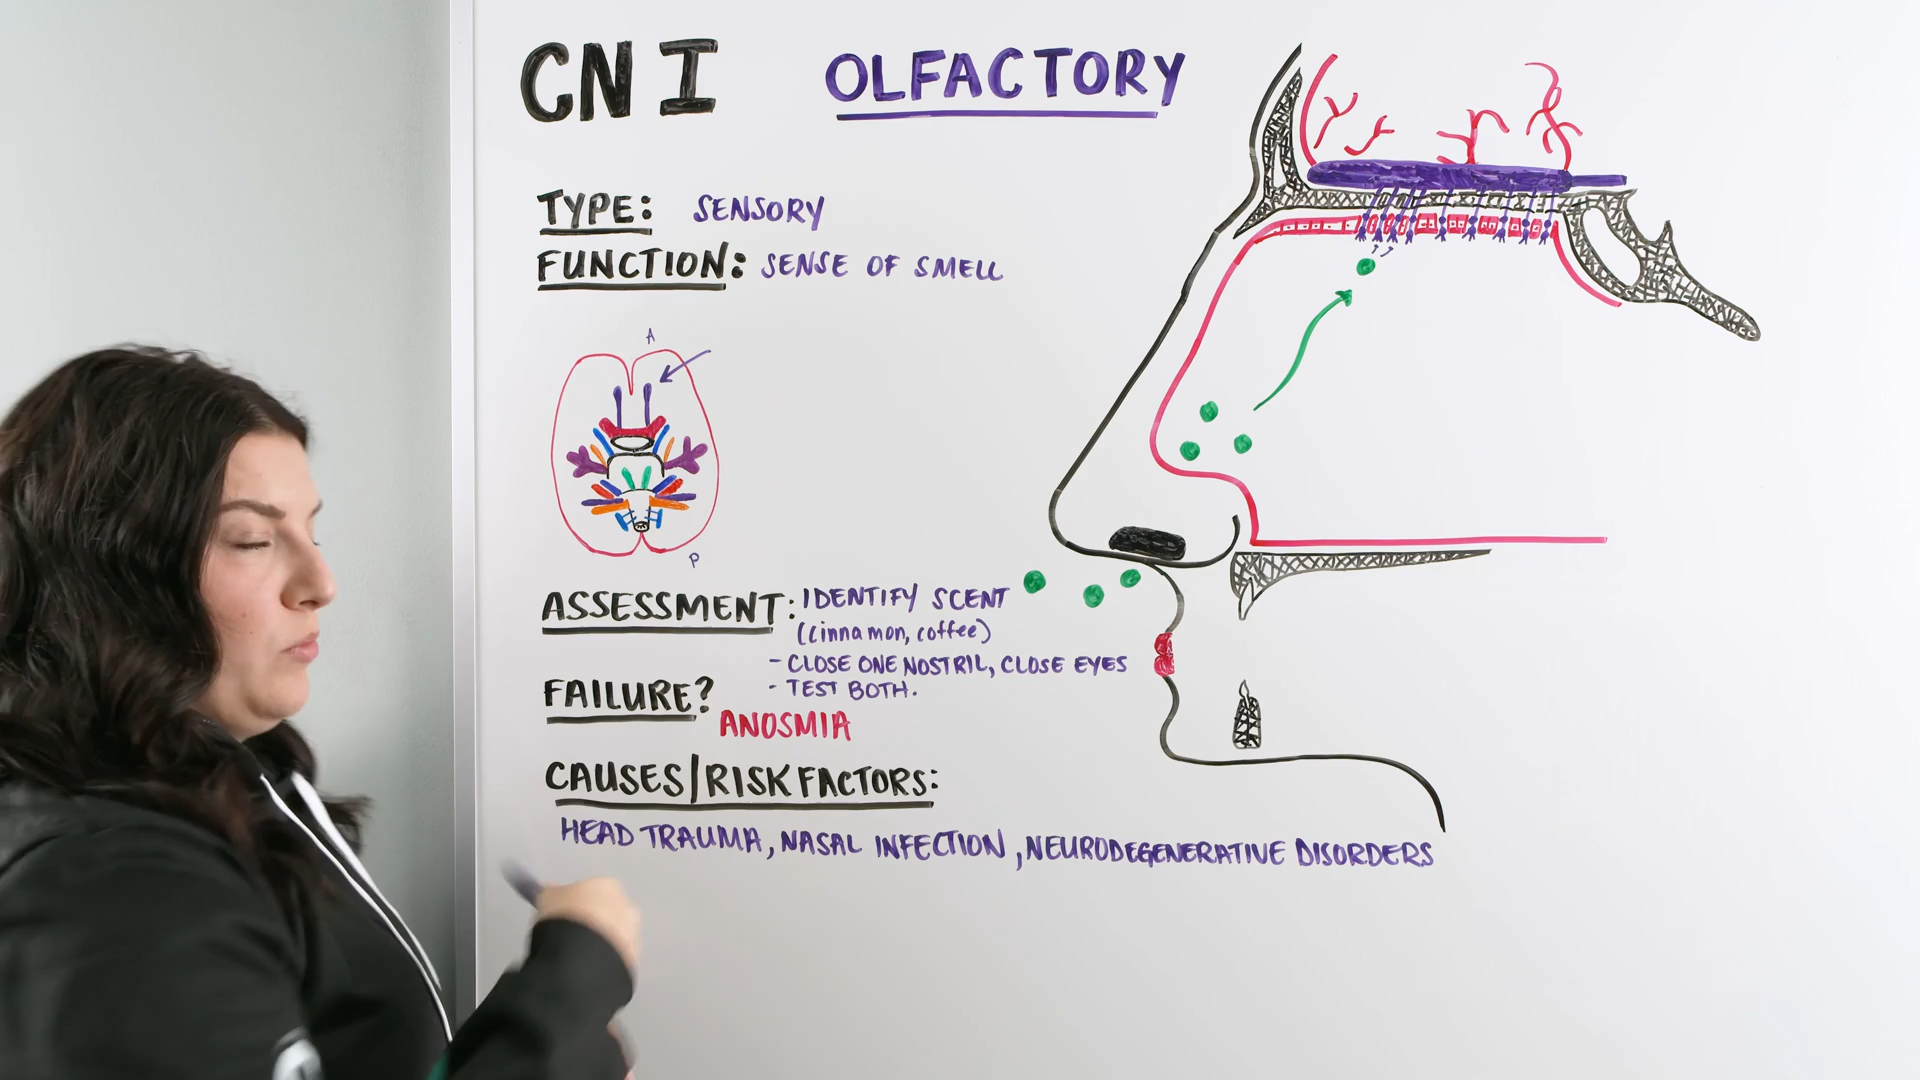 CN I OLFACTORY
TYPE: SENSORY
FUNCTION: SENSE OF SMELL
A
P
ASSESSMENT: IDENTIFY SCENT
(cinnamon, coffee)
- CLOSE ONE NOSTRIL, CLOSE EYES
- TEST BOTH.
FAILURE?
ANOSMIA
CAUSES/RISK FACTORS:
HEAD TRAUMA, NASAL INFECTION, NEURODEGENERATIVE DISORDERS